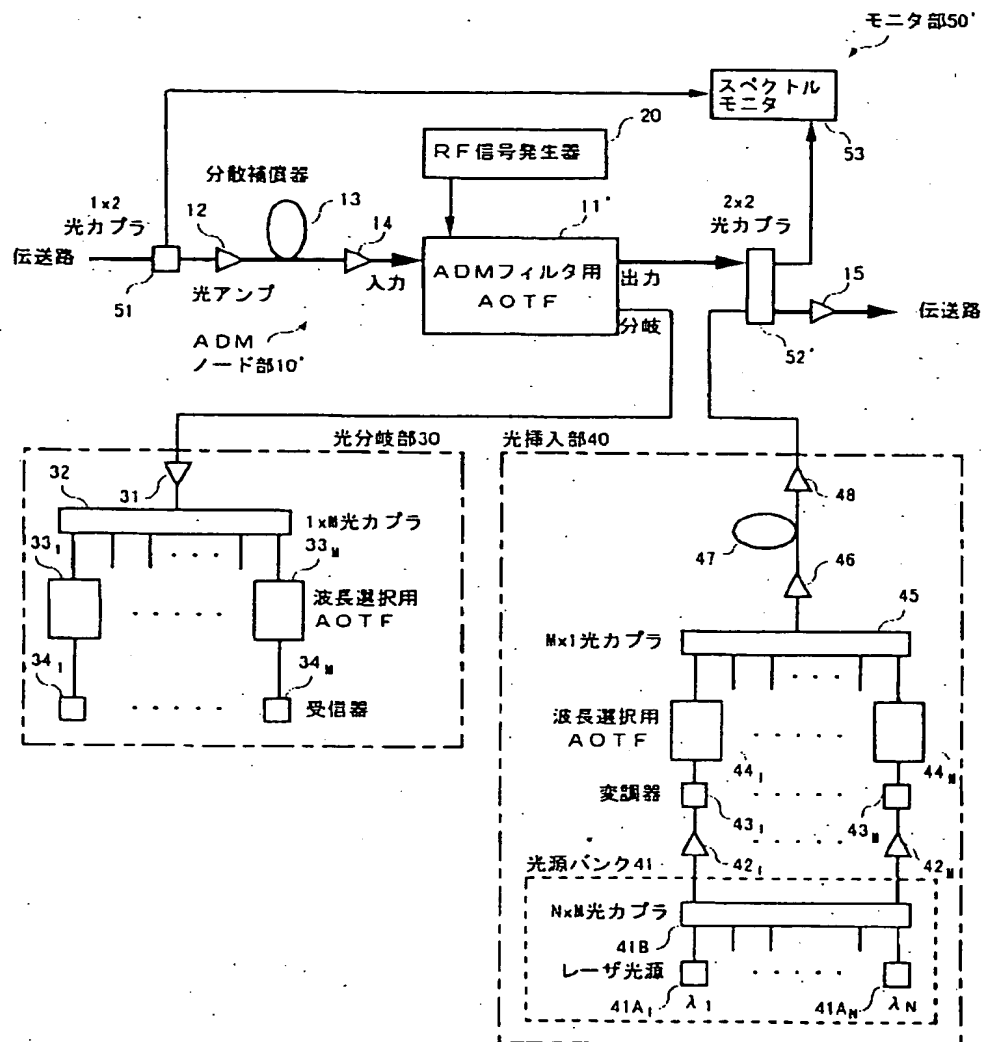 モニタ部50'
スペクトル
モニタ
53
20
RF信号発生器
分散補償器
1x2
光カプラ
12
13
14
11'
2x2
光カプラ
伝送路
51
光アンプ
入力
ADMフィルタ用
AOTF
出力
分岐
15
伝送路
52'
ADM
ノード部10'
光分岐部30
光挿入部40
31
32
1xM光カプラ
33₁
33M
波長選択用
AOTF
34₁
34M
受信器
48
47
46
45
Mx1光カプラ
波長選択用
AOTF
44₁
44M
変調器
43₁
43M
光源バンク41
42₁
42M
NxM光カプラ
41B
レーザ光源
41A₁
λ1
41AN
λN